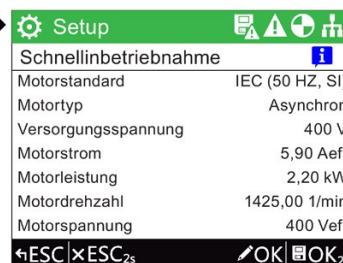 Setup
Schnellinbetriebnahme
Motorstandard IEC (50 HZ, SI)
Motortyp Asynchron
Versorgungsspannung 400 V
Motorstrom 5,90 Aef
Motorleistung 2,20 kW
Motordrehzahl 1425,00 1/min
Motorspannung 400 Vef
ESC ESC2s OK OK2